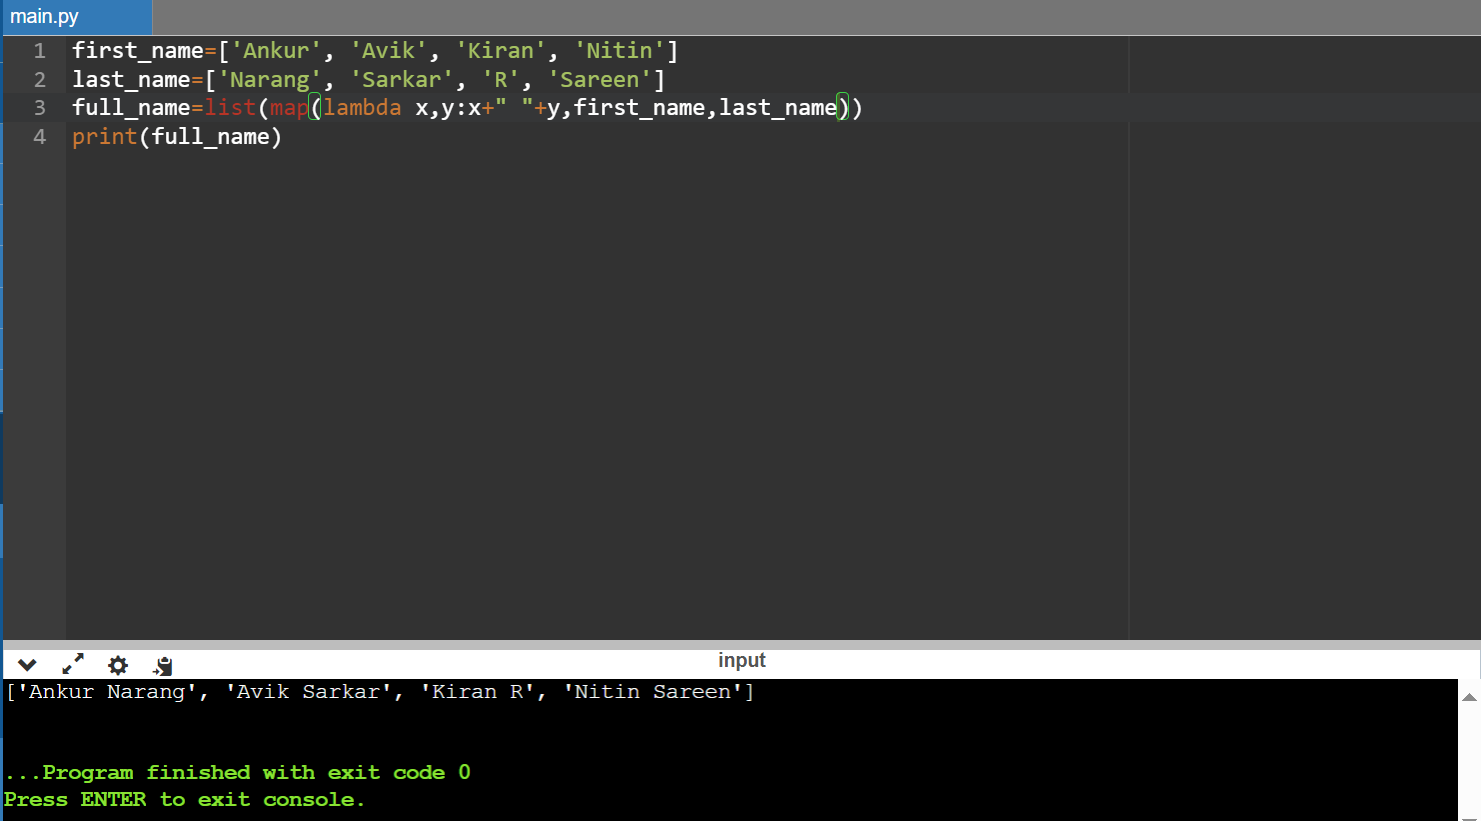 main.py
1 first_name=['Ankur', 'Avik', 'Kiran', 'Nitin']
2 last_name=['Narang', 'Sarkar', 'R', 'Sareen']
3 full_name=list(map(lambda x,y:x+" "+y,first_name,last_name))
4 print(full_name)
input
['Ankur Narang', 'Avik Sarkar', 'Kiran R', 'Nitin Sareen']
...Program finished with exit code 0
Press ENTER to exit console.